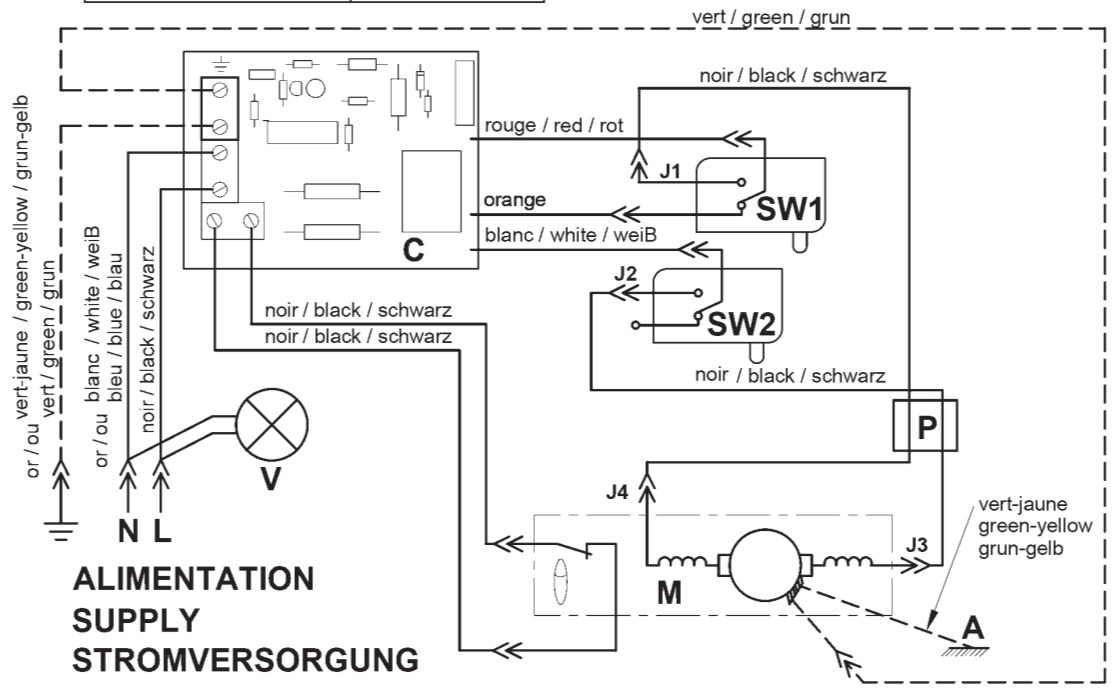 vert / green / grun
noir / black / schwarz
rouge / red / rot
J1
SW1
orange
C
blanc / white / weiB
J2
SW2
noir / black / schwarz
noir / black / schwarz
noir / black / schwarz
or / ou
vert-jaune / green-yellow / grun-gelb
vert / green / grun
or / ou
blanc / white / weiB
bleu / blue / blau
noir / black / schwarz
V
P
J4
vert-jaune
green-yellow
grun-gelb
J3
M
A
N L
ALIMENTATION
SUPPLY
STROMVERSORGUNG